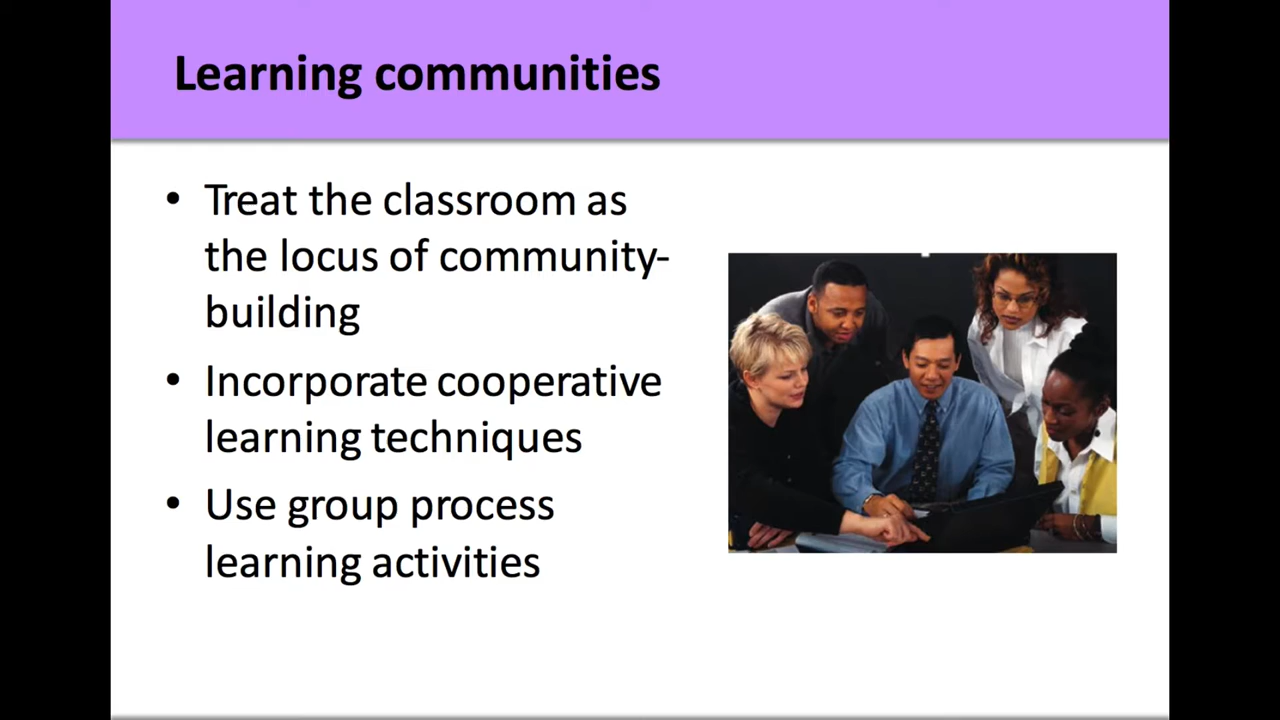 Learning communities
• Treat the classroom as
the locus of community-
building
• Incorporate cooperative
learning techniques
• Use group process
learning activities